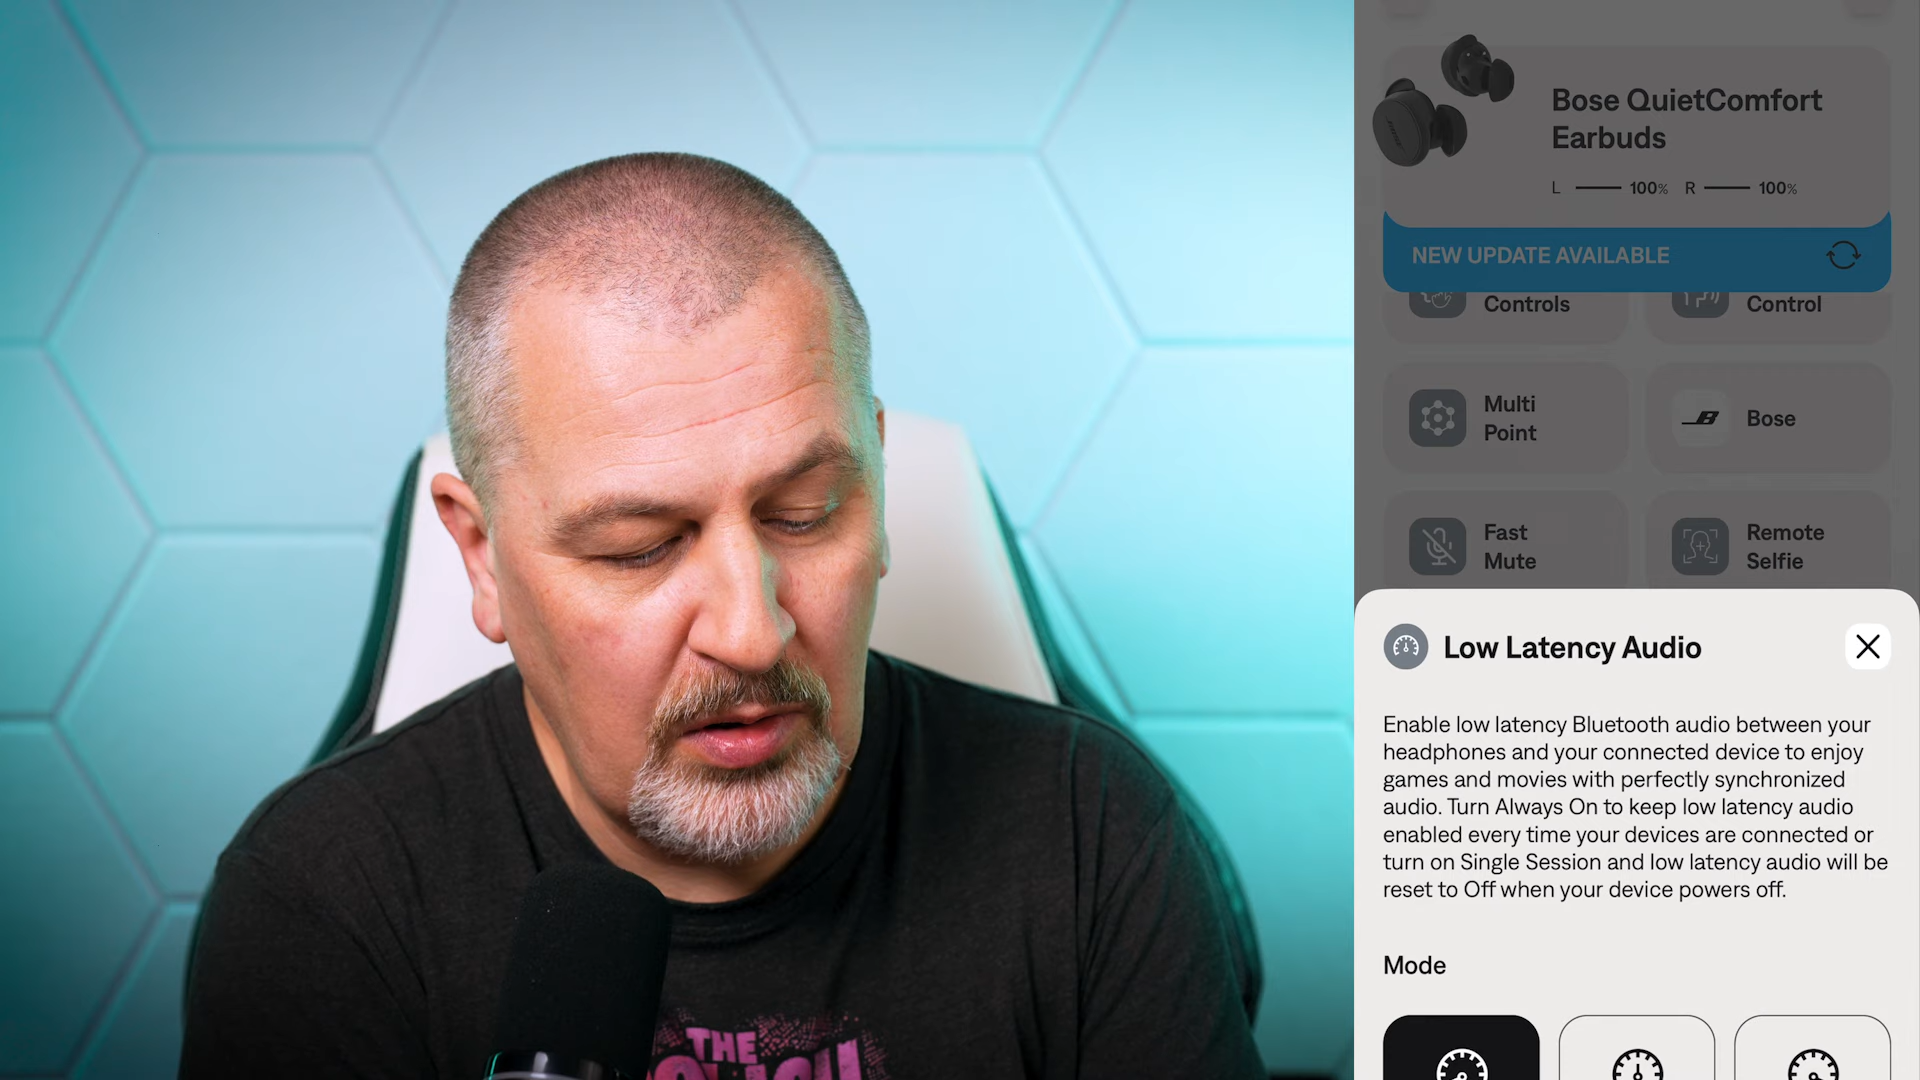 Bose QuietComfort
Earbuds
L 100% R 100%
NEW UPDATE AVAILABLE
Controls
Control
Multi
Point
Bose
Fast
Mute
Remote
Selfie
Low Latency Audio
Enable low latency Bluetooth audio between your
headphones and your connected device to enjoy
games and movies with perfectly synchronized
audio. Turn Always On to keep low latency audio
enabled every time your devices are connected or
turn on Single Session and low latency audio will be
reset to Off when your device powers off.
Mode
THE